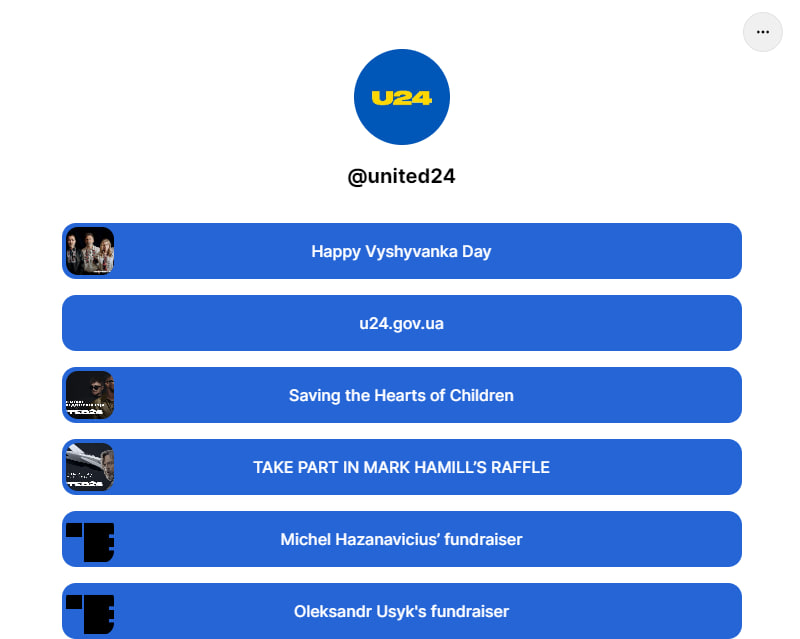 U24
@united24
Happy Vyshyvanka Day
u24.gov.ua
Saving the Hearts of Children
TAKE PART IN MARK HAMILL’S RAFFLE
Michel Hazanavicius’ fundraiser
Oleksandr Usyk's fundraiser